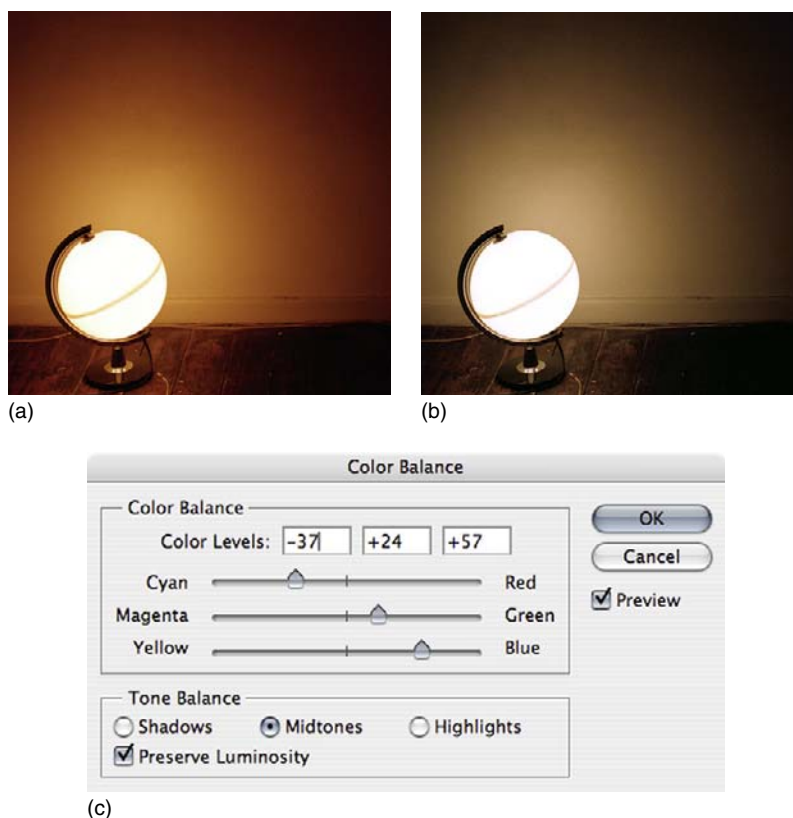 (a)
(b)
Color Balance
Color Balance
Color Levels: -37 +24 +57
Cyan Red
Magenta Green
Yellow Blue
OK
Cancel
Preview
Tone Balance
Shadows Midtones Highlights
Preserve Luminosity
(c)